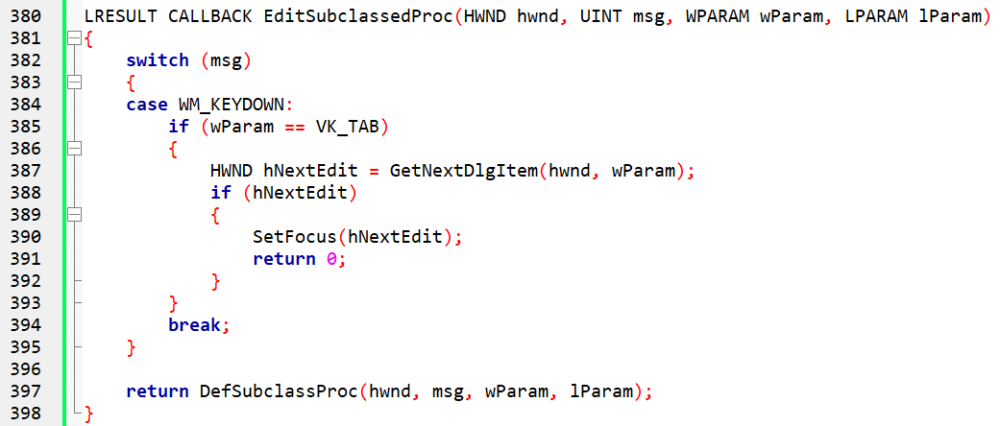 380 LRESULT CALLBACK EditSubclassedProc(HWND hwnd, UINT msg, WPARAM wParam, LPARAM lParam)
381 {
382     switch (msg)
383     {
384     case WM_KEYDOWN:
385         if (wParam == VK_TAB)
386         {
387             HWND hNextEdit = GetNextDlgItem(hwnd, wParam);
388             if (hNextEdit)
389             {
390                 SetFocus(hNextEdit);
391                 return 0;
392             }
393         }
394         break;
395     }
396
397     return DefSubclassProc(hwnd, msg, wParam, lParam);
398 }